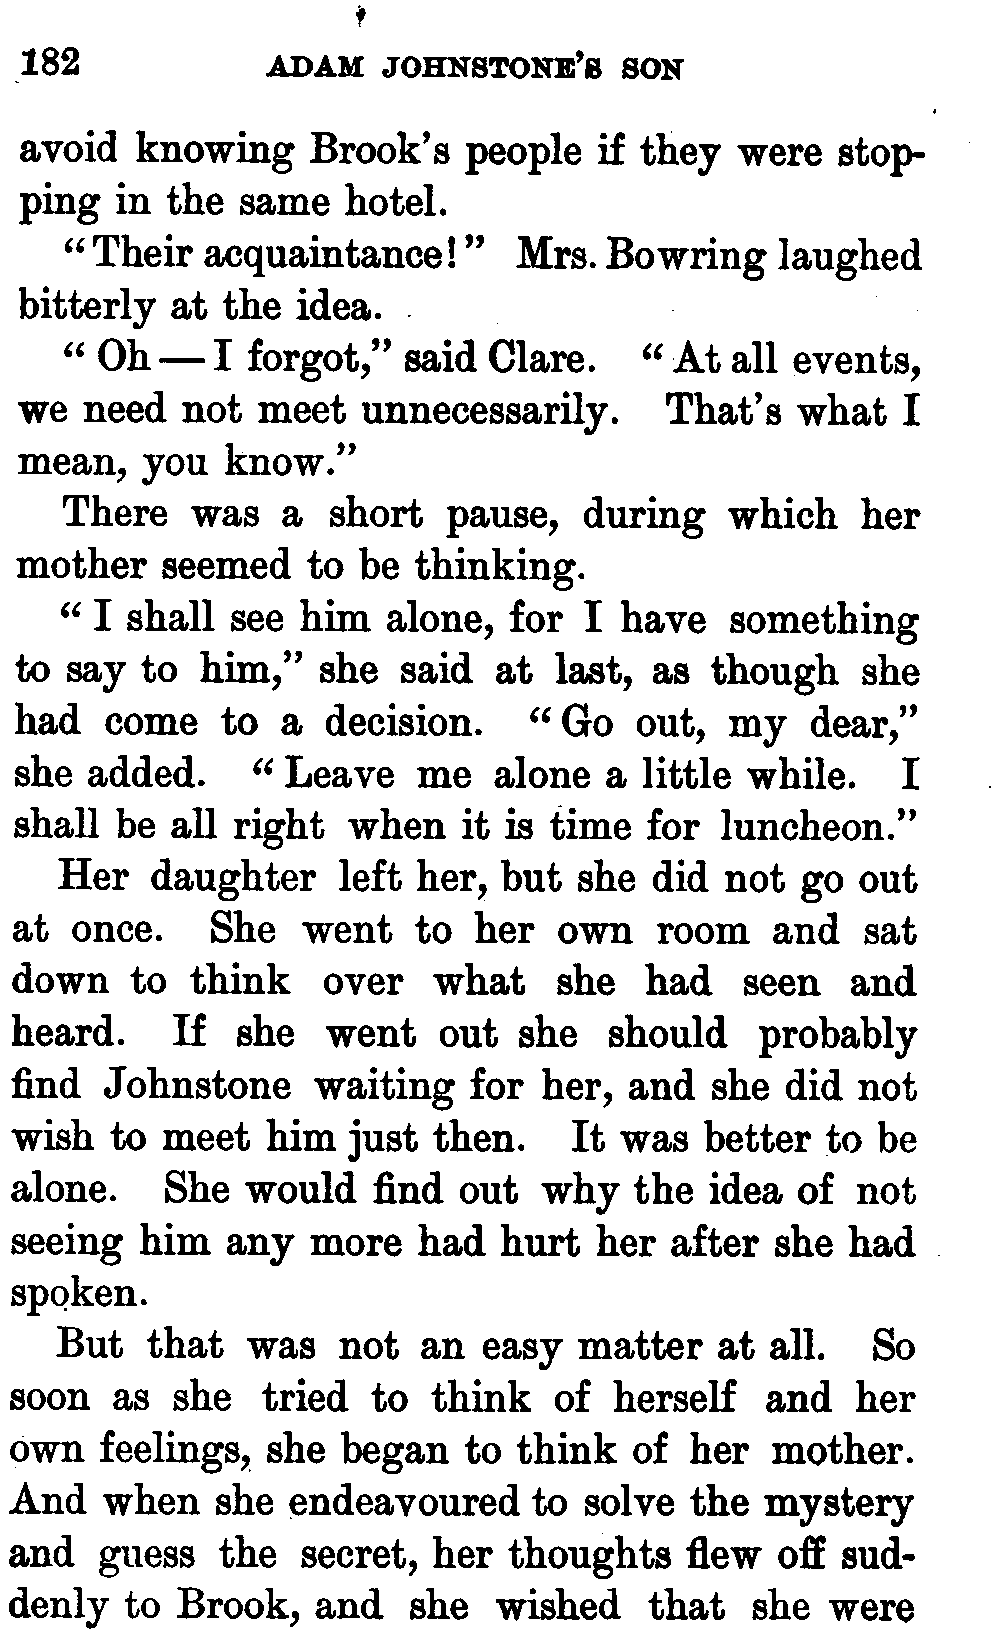 182 ADAM JOHNSTONE'S SON
avoid knowing Brook's people if they were stop-
ping in the same hotel.
"Their acquaintance!" Mrs. Bowring laughed
bitterly at the idea.
"Oh — I forgot," said Clare. "At all events,
we need not meet unnecessarily. That's what I
mean, you know."
There was a short pause, during which her
mother seemed to be thinking.
"I shall see him alone, for I have something
to say to him," she said at last, as though she
had come to a decision. "Go out, my dear,"
she added. "Leave me alone a little while. I
shall be all right when it is time for luncheon."
Her daughter left her, but she did not go out
at once. She went to her own room and sat
down to think over what she had seen and
heard. If she went out she should probably
find Johnstone waiting for her, and she did not
wish to meet him just then. It was better to be
alone. She would find out why the idea of not
seeing him any more had hurt her after she had
spoken.
But that was not an easy matter at all. So
soon as she tried to think of herself and her
own feelings, she began to think of her mother.
And when she endeavoured to solve the mystery
and guess the secret, her thoughts flew off sud-
denly to Brook, and she wished that she were